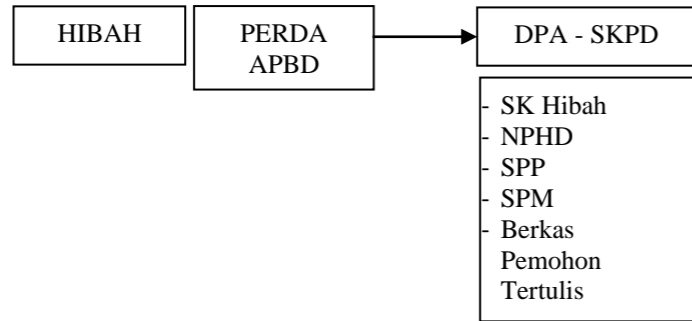 HIBAH
PERDA
APBD
DPA - SKPD
- SK Hibah
- NPHD
- SPP
- SPM
- Berkas
Pemohon
Tertulis